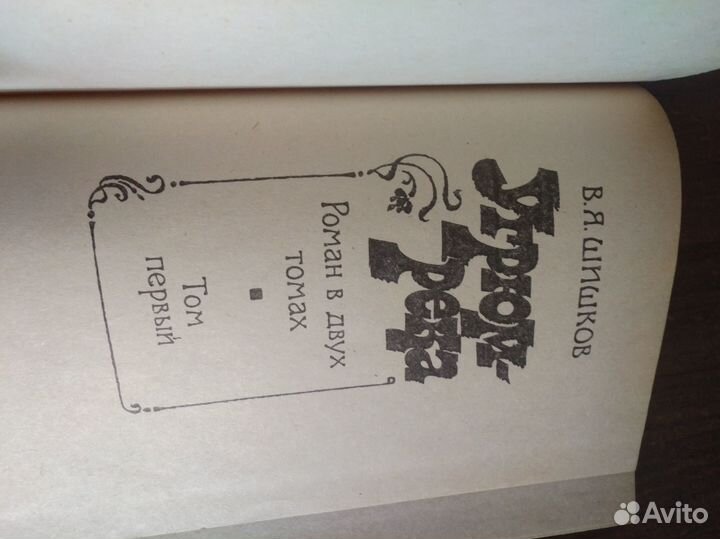 В.Я. ШИШКОВ
Угрюм-
река
Роман в двух
томах
Том
первый
Avito